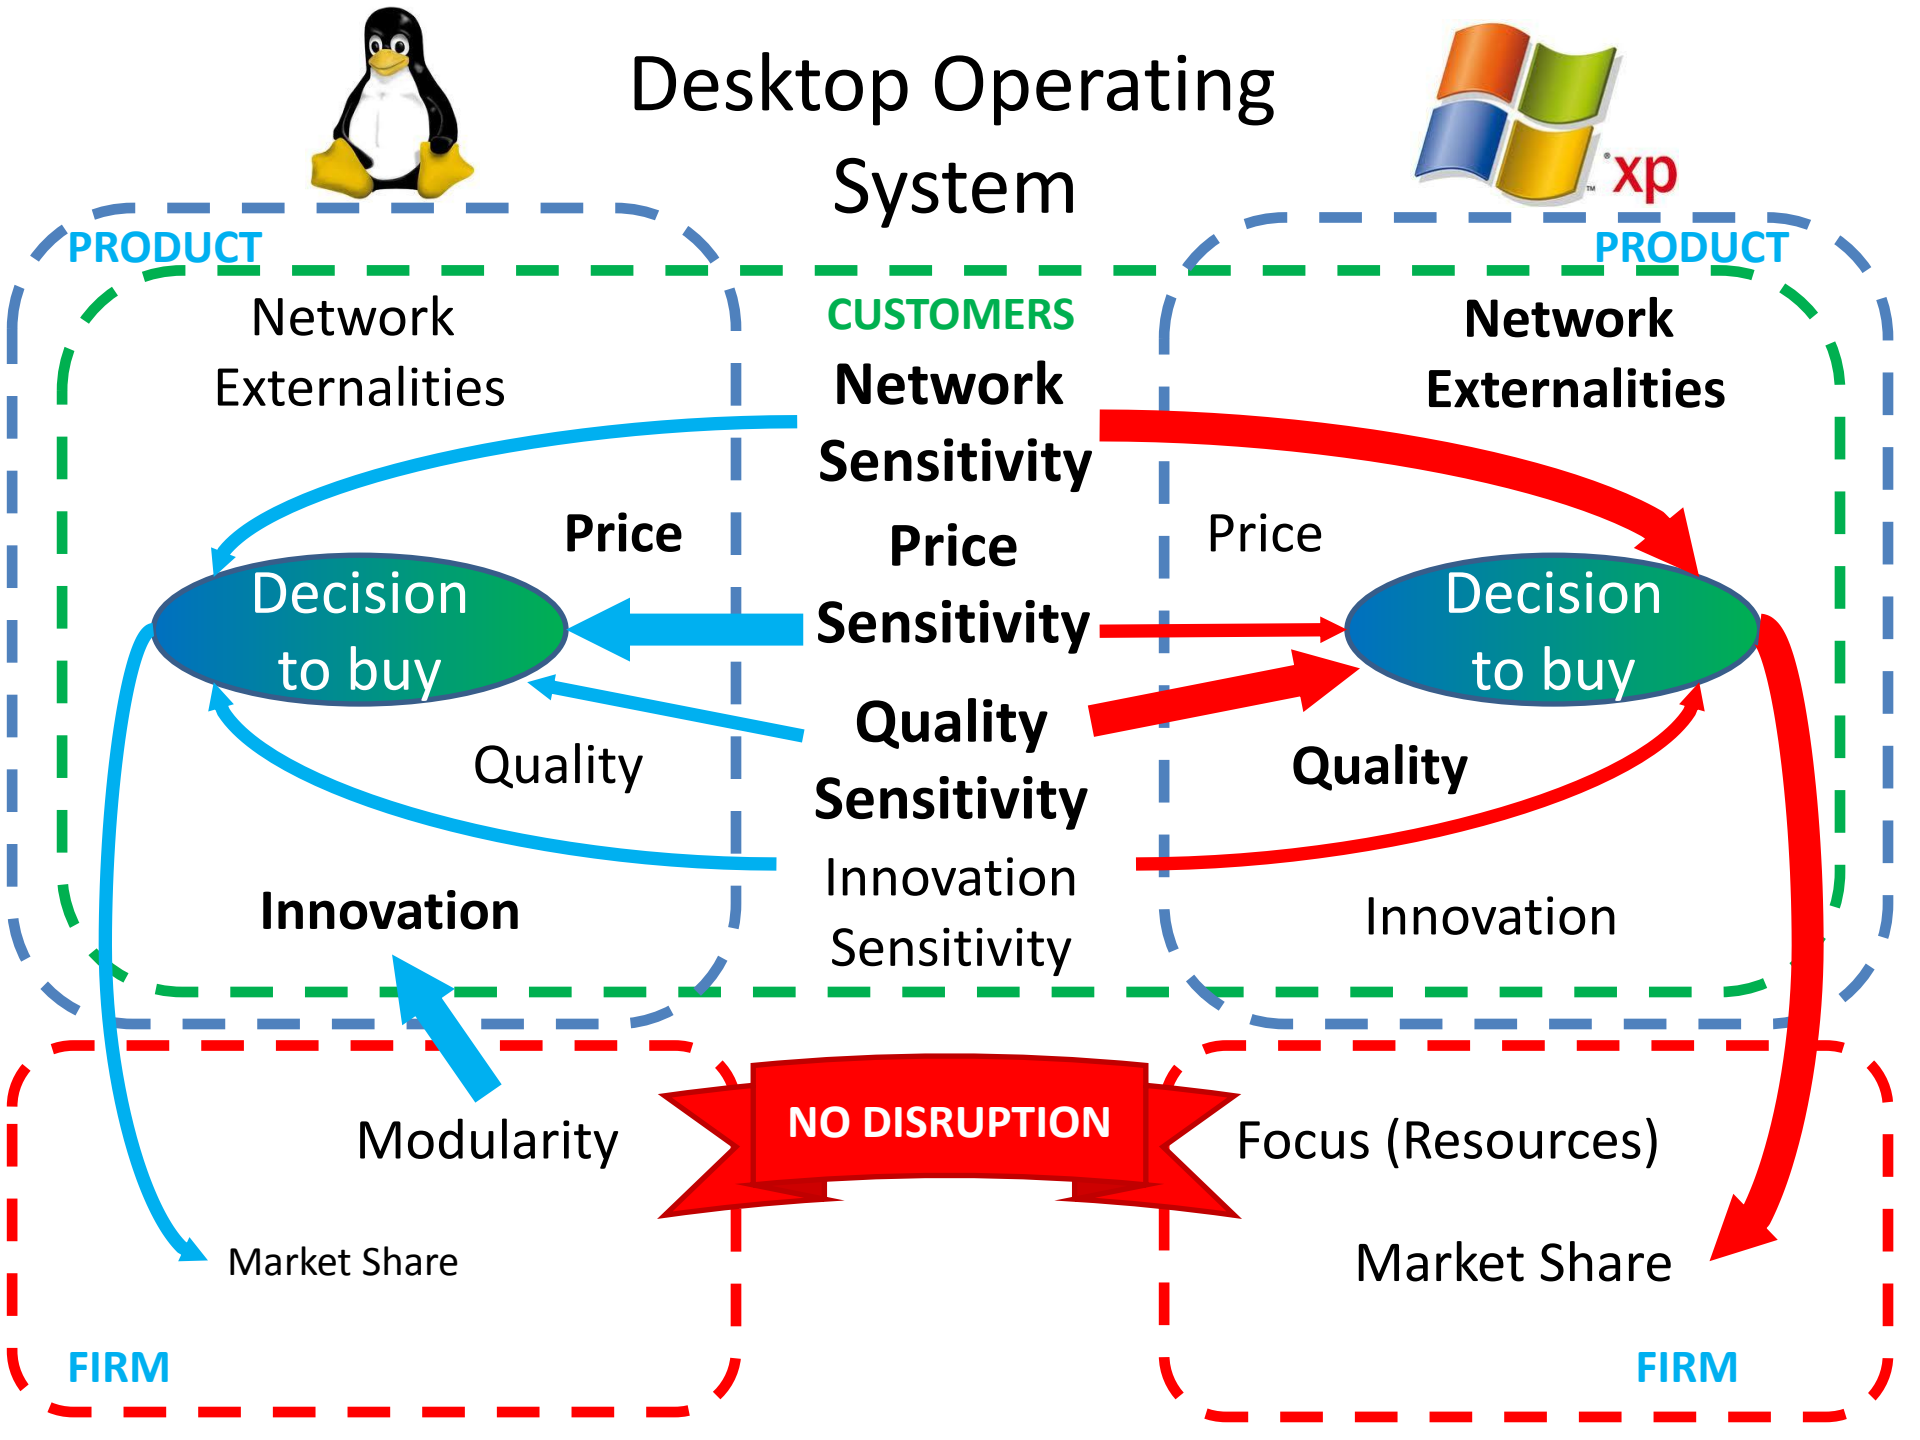 Desktop Operating
System
™
®xp
PRODUCT
PRODUCT
CUSTOMERS
Network
Externalities
Network
Sensitivity
Network
Externalities
Price
Price
Sensitivity
Price
Decision
to buy
Decision
to buy
Quality
Quality
Sensitivity
Quality
Innovation
Innovation
Sensitivity
Innovation
Modularity
NO DISRUPTION
Focus (Resources)
Market Share
Market Share
FIRM
FIRM